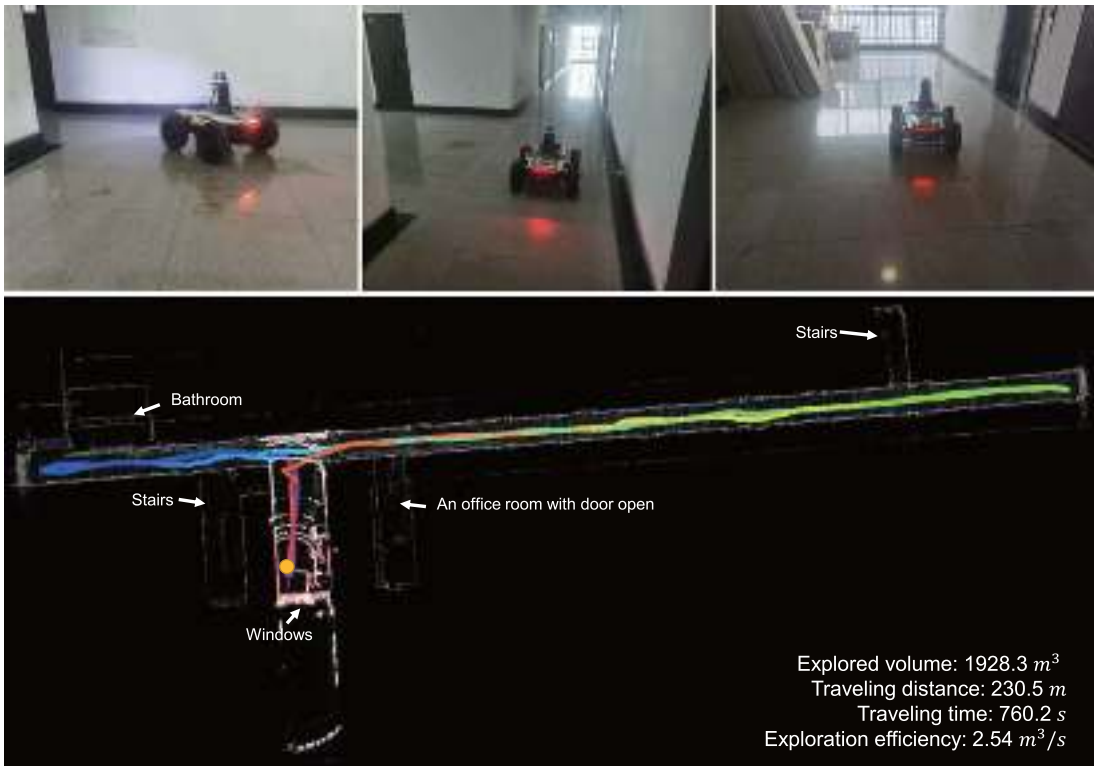 Stairs
Bathroom
Stairs
An office room with door open
Windows
Explored volume: 1928.3 m³
Traveling distance: 230.5 m
Traveling time: 760.2 s
Exploration efficiency: 2.54 m³/s